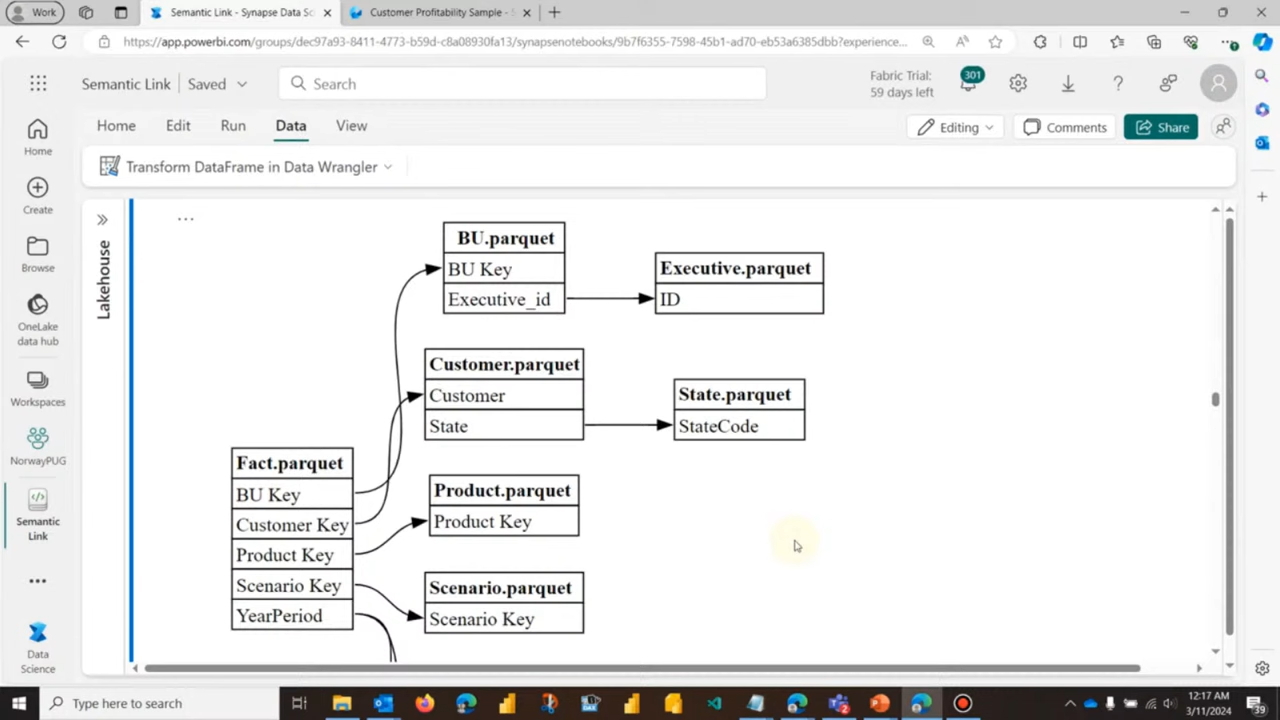 Work
Semantic Link - Synapse Data Sc
Customer Profitability Sample - S
https://app.powerbi.com/groups/dec97a93-8411-4773-b59d-c8a08930fa13/synapsenotebooks/9b7f6355-7598-45b1-ad70-eb53a6385dbb?experience...
Semantic Link
Saved
Search
Fabric Trial:
59 days left
301
Home
Edit
Run
Data
View
Editing
Comments
Share
Transform DataFrame in Data Wrangler
Home
Create
Browse
OneLake
data hub
Workspaces
NorwayPUG
Semantic
Link
Data
Science
Lakehouse
BU.parquet
BU Key
Executive_id
Executive.parquet
ID
Customer.parquet
Customer
State
State.parquet
StateCode
Fact.parquet
BU Key
Customer Key
Product Key
Scenario Key
YearPeriod
Product.parquet
Product Key
Scenario.parquet
Scenario Key
Type here to search
12:17 AM
3/11/2024
39